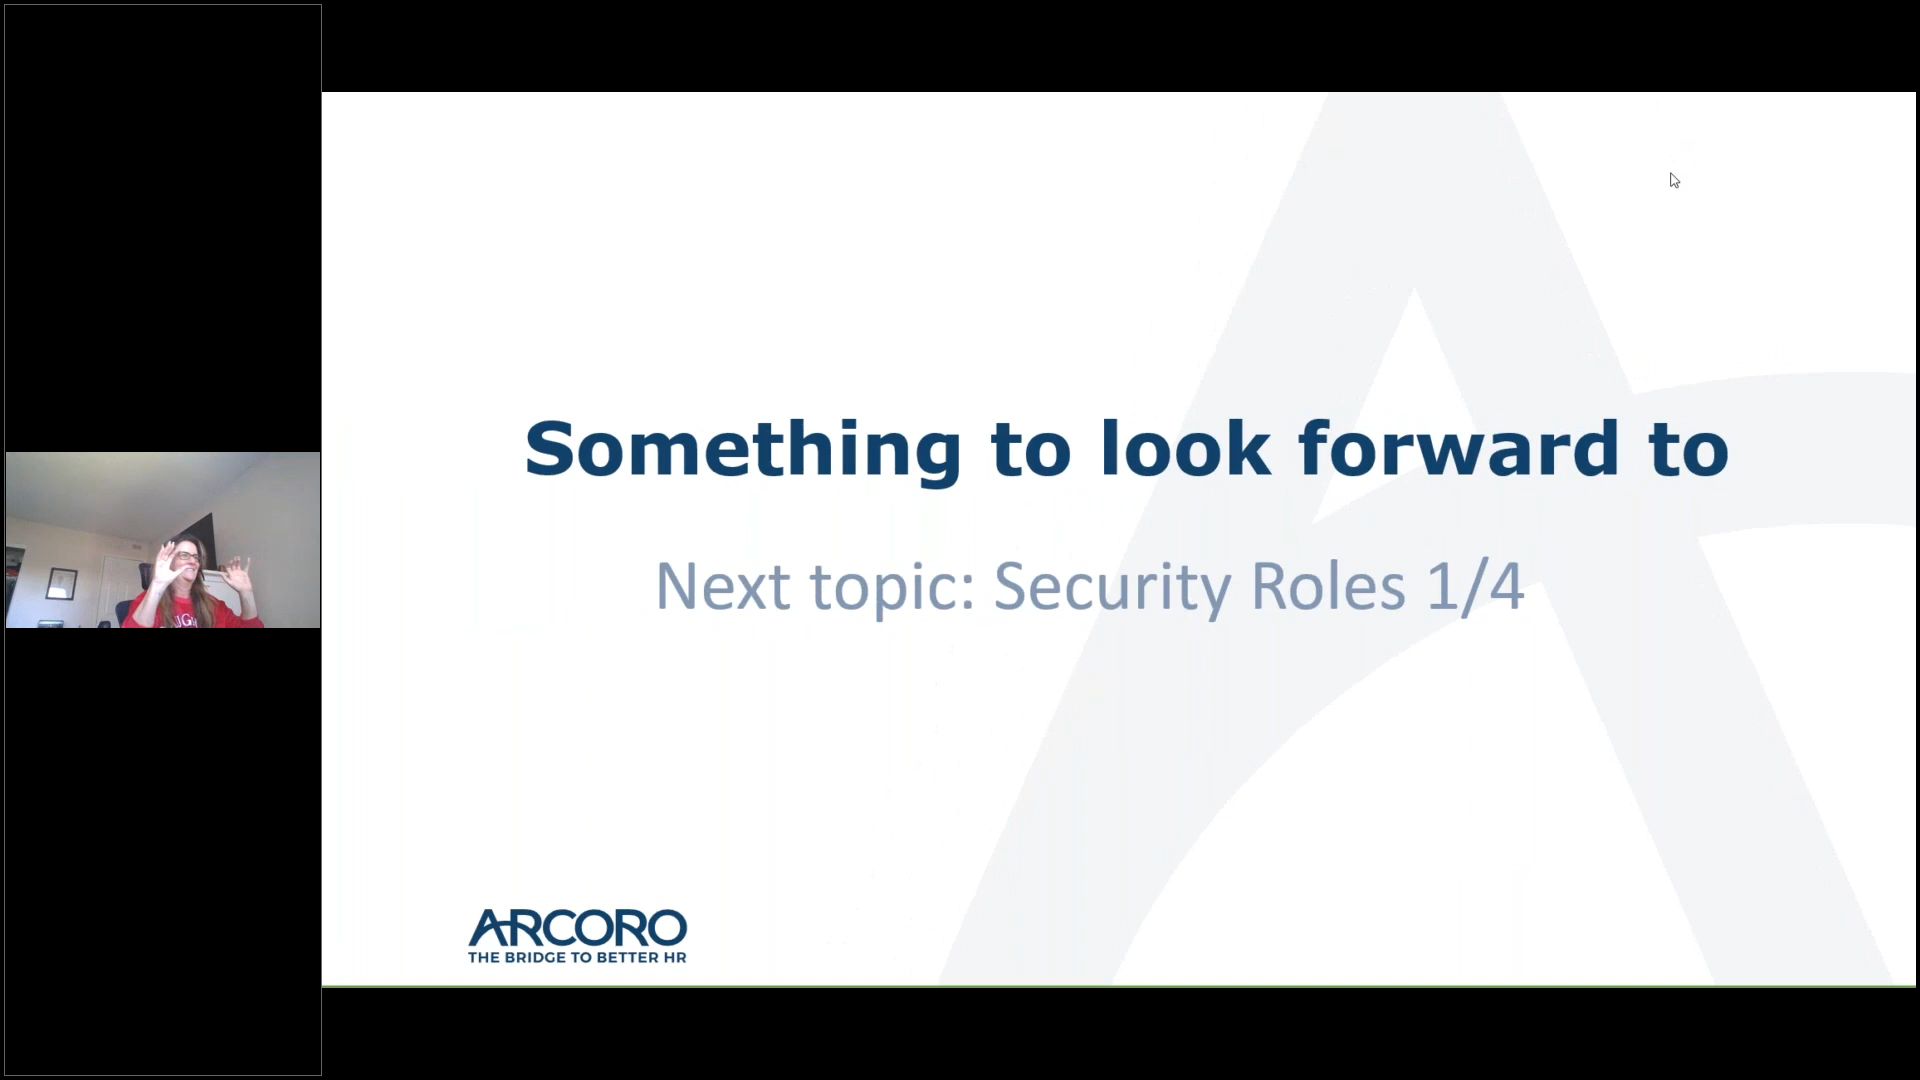 Something to look forward to
Next topic: Security Roles 1/4
ARCORO
THE BRIDGE TO BETTER HR